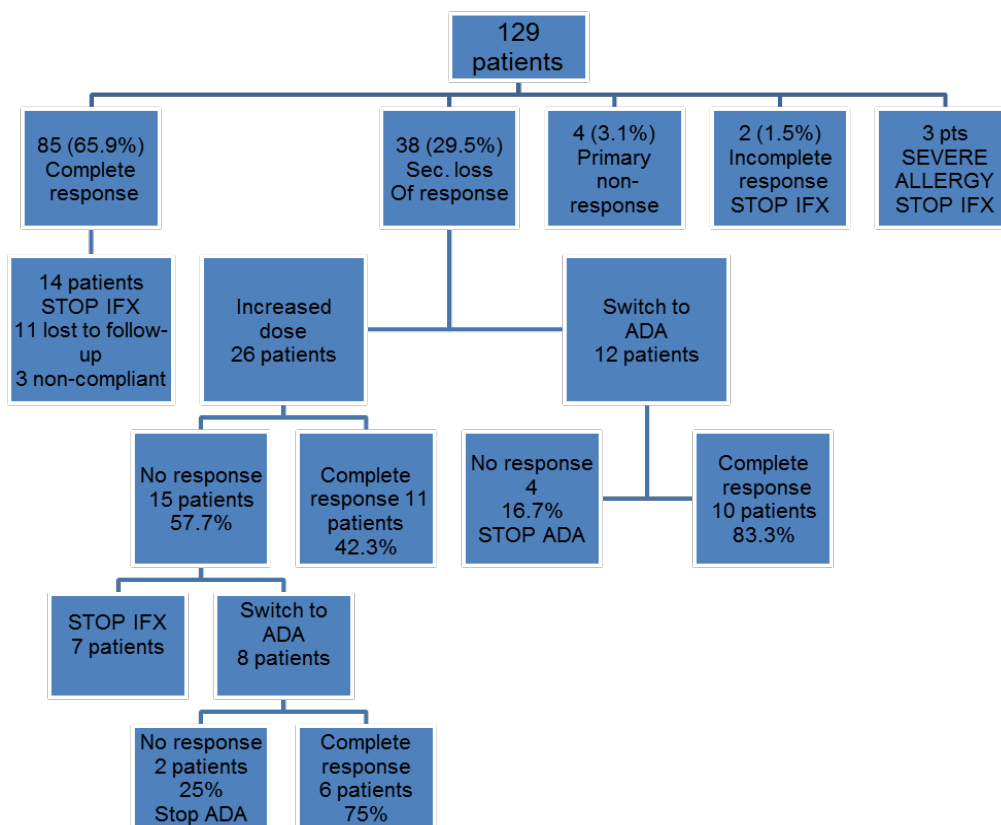 129
patients
85 (65.9%)
Complete
response
38 (29.5%)
Sec. loss
Of response
4 (3.1%)
Primary
non-
response
2 (1.5%)
Incomplete
response
STOP IFX
3 pts
SEVERE
ALLERGY
STOP IFX
14 patients
STOP IFX
11 lost to follow-
up
3 non-compliant
Increased
dose
26 patients
Switch to
ADA
12 patients
No response
15 patients
57.7%
Complete
response 11
patients
42.3%
No response
4
16.7%
STOP ADA
Complete
response
10 patients
83.3%
STOP IFX
7 patients
Switch to
ADA
8 patients
No response
2 patients
25%
Stop ADA
Complete
response
6 patients
75%